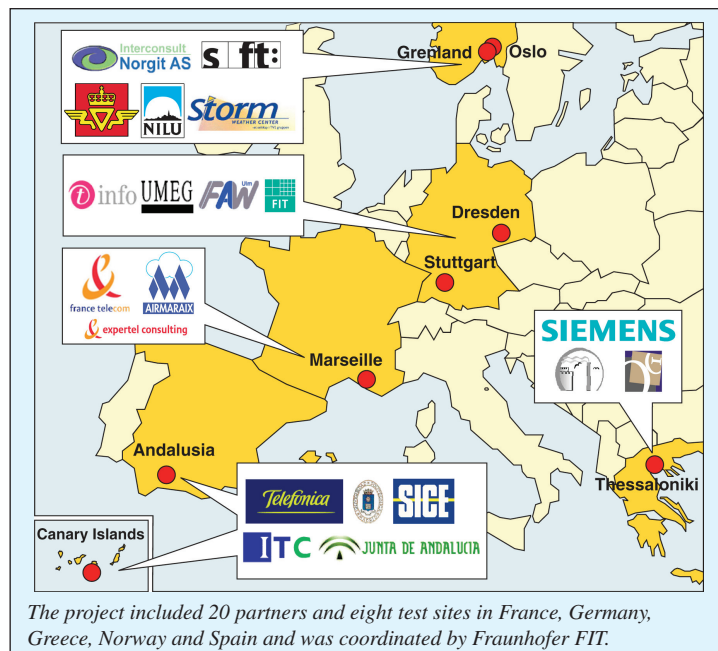 Interconsult
Norgit AS
sft:
NILU
Storm
WEATHER CENTER
Grenland
Oslo
t info
UMEG
FAW
Ulm
FIT
Dresden
Stuttgart
france telecom
AIRMARAIX
expertel consulting
Marseille
SIEMENS
Thessaloniki
Andalusia
Telefónica
SICE
ITC
JUNTA DE ANDALUCIA
Canary Islands
The project included 20 partners and eight test sites in France, Germany,
Greece, Norway and Spain and was coordinated by Fraunhofer FIT.